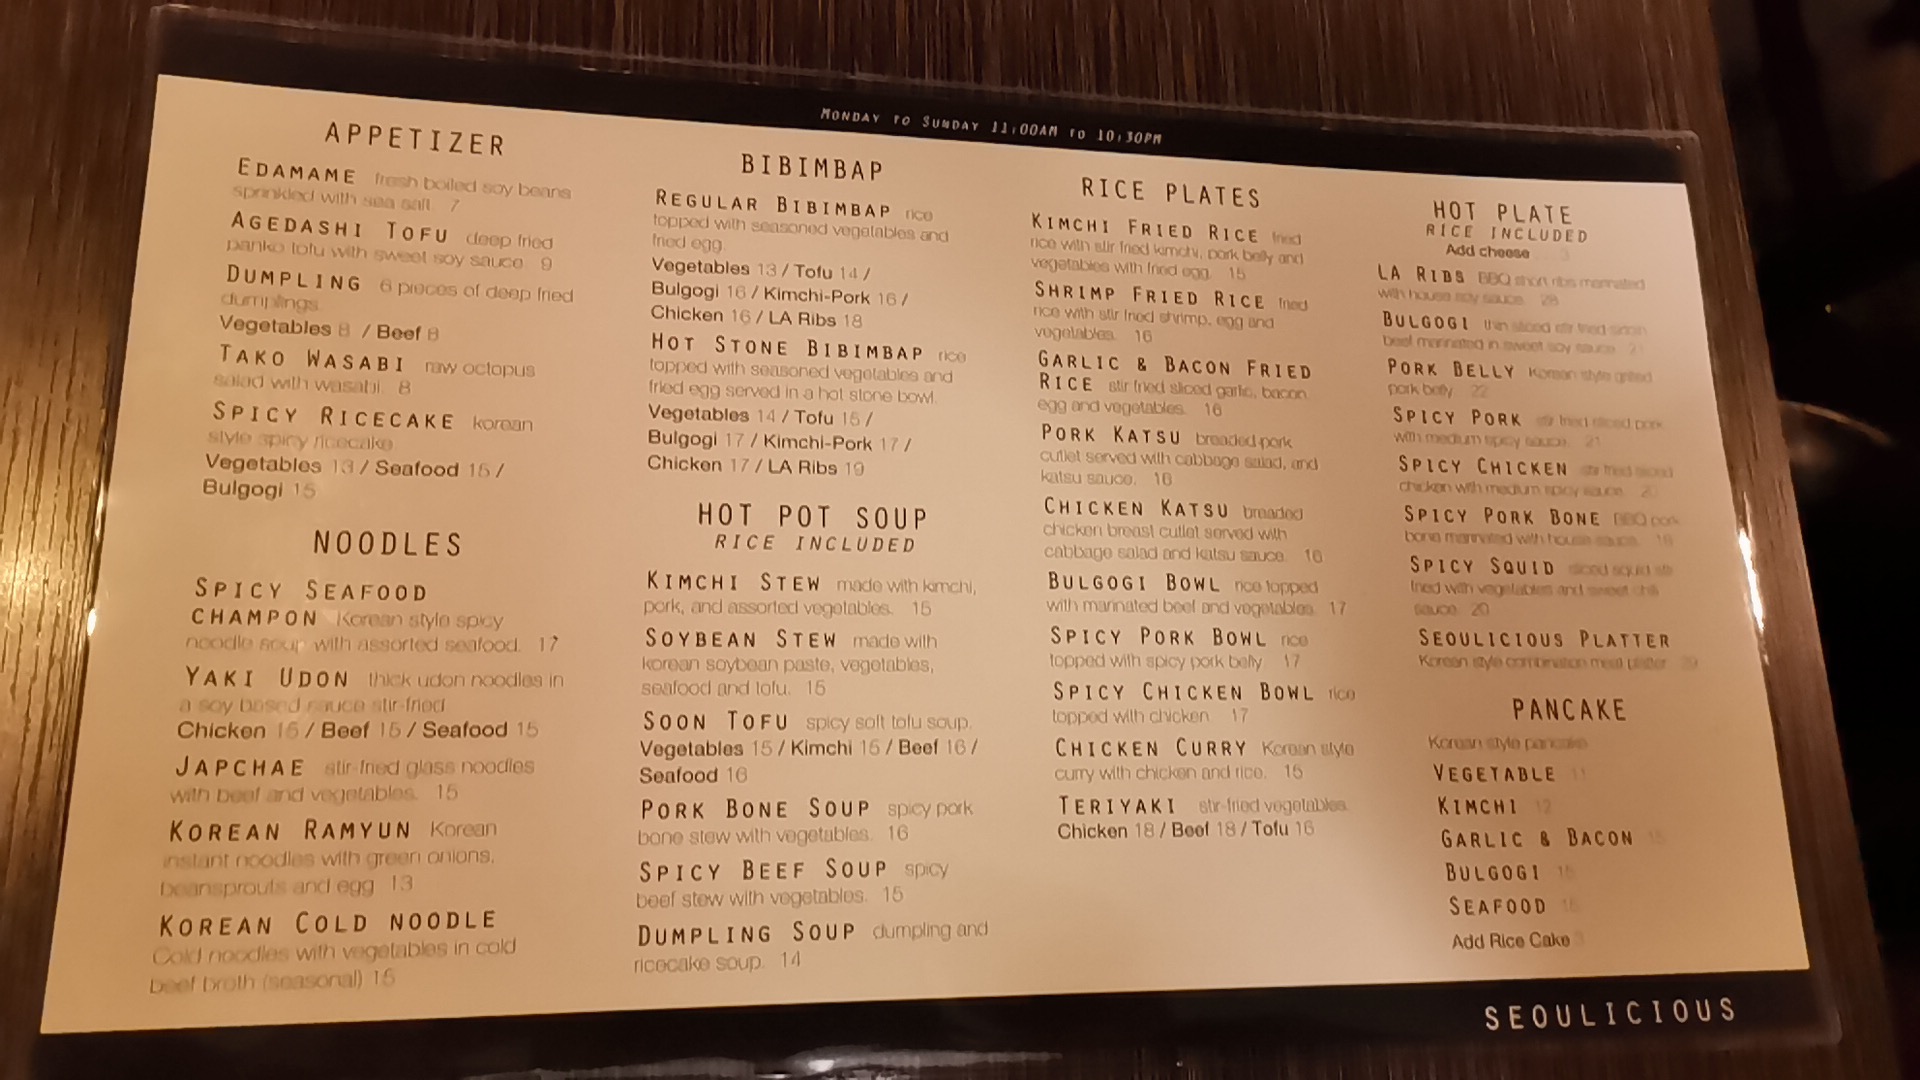 MONDAY TO SUNDAY 11:00AM TO 10:30PM
APPETIZER
EDAMAME fresh boiled soy beans
sprinkled with sea salt. 7
AGEDASHI TOFU deep fried
panko tofu with sweet soy sauce 9
DUMPLING 6 pieces of deep fried
dumplings
Vegetables 8 / Beef 8
TAKO WASABI raw octopus
salad with wasabi. 8
SPICY RICECAKE korean
style spicy ricecake
Vegetables 13 / Seafood 15 /
Bulgogi 15
NOODLES
SPICY SEAFOOD
CHAMPON Korean style spicy
noodle soup with assorted seafood. 17
YAKI UDON thick udon noodles in
a soy based sauce stir-fried
Chicken 15 / Beef 15 / Seafood 15
JAPCHAE stir-fried glass noodles
with beef and vegetables. 15
KOREAN RAMYUN Korean
instant noodles with green onions,
beansprouts and egg 13
KOREAN COLD NOODLE
Cold noodles with vegetables in cold
beef broth (seasonal) 15
BIBIMBAP
REGULAR BIBIMBAP rice
topped with seasoned vegetables and
fried egg.
Vegetables 13 / Tofu 14 /
Bulgogi 16 / Kimchi-Pork 16 /
Chicken 16 / LA Ribs 18
HOT STONE BIBIMBAP rice
topped with seasoned vegetables and
fried egg served in a hot stone bowl.
Vegetables 14 / Tofu 15 /
Bulgogi 17 / Kimchi-Pork 17 /
Chicken 17 / LA Ribs 19
HOT POT SOUP
RICE INCLUDED
KIMCHI STEW made with kimchi,
pork, and assorted vegetables. 15
SOYBEAN STEW made with
korean soybean paste, vegetables,
seafood and tofu. 15
SOON TOFU spicy soft tofu soup.
Vegetables 15 / Kimchi 15 / Beef 16 /
Seafood 16
PORK BONE SOUP spicy pork
bone stew with vegetables. 16
SPICY BEEF SOUP spicy
beef stew with vegetables. 15
DUMPLING SOUP dumpling and
ricecake soup. 14
RICE PLATES
KIMCHI FRIED RICE fried
rice with stir fried kimchi, pork belly and
vegetables with fried egg. 15
SHRIMP FRIED RICE fried
rice with stir fried shrimp, egg and
vegetables. 16
GARLIC & BACON FRIED
RICE stir fried sliced garlic, bacon,
egg and vegetables. 16
PORK KATSU breaded pork
cutlet served with cabbage salad, and
katsu sauce. 16
CHICKEN KATSU breaded
chicken breast cutlet served with
cabbage salad and katsu sauce. 16
BULGOGI BOWL rice topped
with marinated beef and vegetables. 17
SPICY PORK BOWL rice
topped with spicy pork belly 17
SPICY CHICKEN BOWL rice
topped with chicken 17
CHICKEN CURRY Korean style
curry with chicken and rice. 15
TERIYAKI stir-fried vegetables.
Chicken 18 / Beef 18 / Tofu 16
HOT PLATE
RICE INCLUDED
Add cheese 3
LA RIBS BBQ short ribs marinated
with house soy sauce.
BULGOGI thin sliced stir fried sirloin
beef marinated in sweet soy sauce.
PORK BELLY Korean style grilled
pork belly. 22
SPICY PORK stir fried sliced pork
with medium spicy sauce. 21
SPICY CHICKEN stir fried sliced
chicken with medium spicy sauce.
SPICY PORK BONE BBQ pork
bone marinated with house sauce.
SPICY SQUID sliced squid stir
fried with vegetables and sweet chili
sauce. 20
SEOULICIOUS PLATTER
Korean style combination meat platter
PANCAKE
Korean style pancake
VEGETABLE 11
KIMCHI 12
GARLIC & BACON
BULGOGI
SEAFOOD
Add Rice Cake
SEOULICIOUS